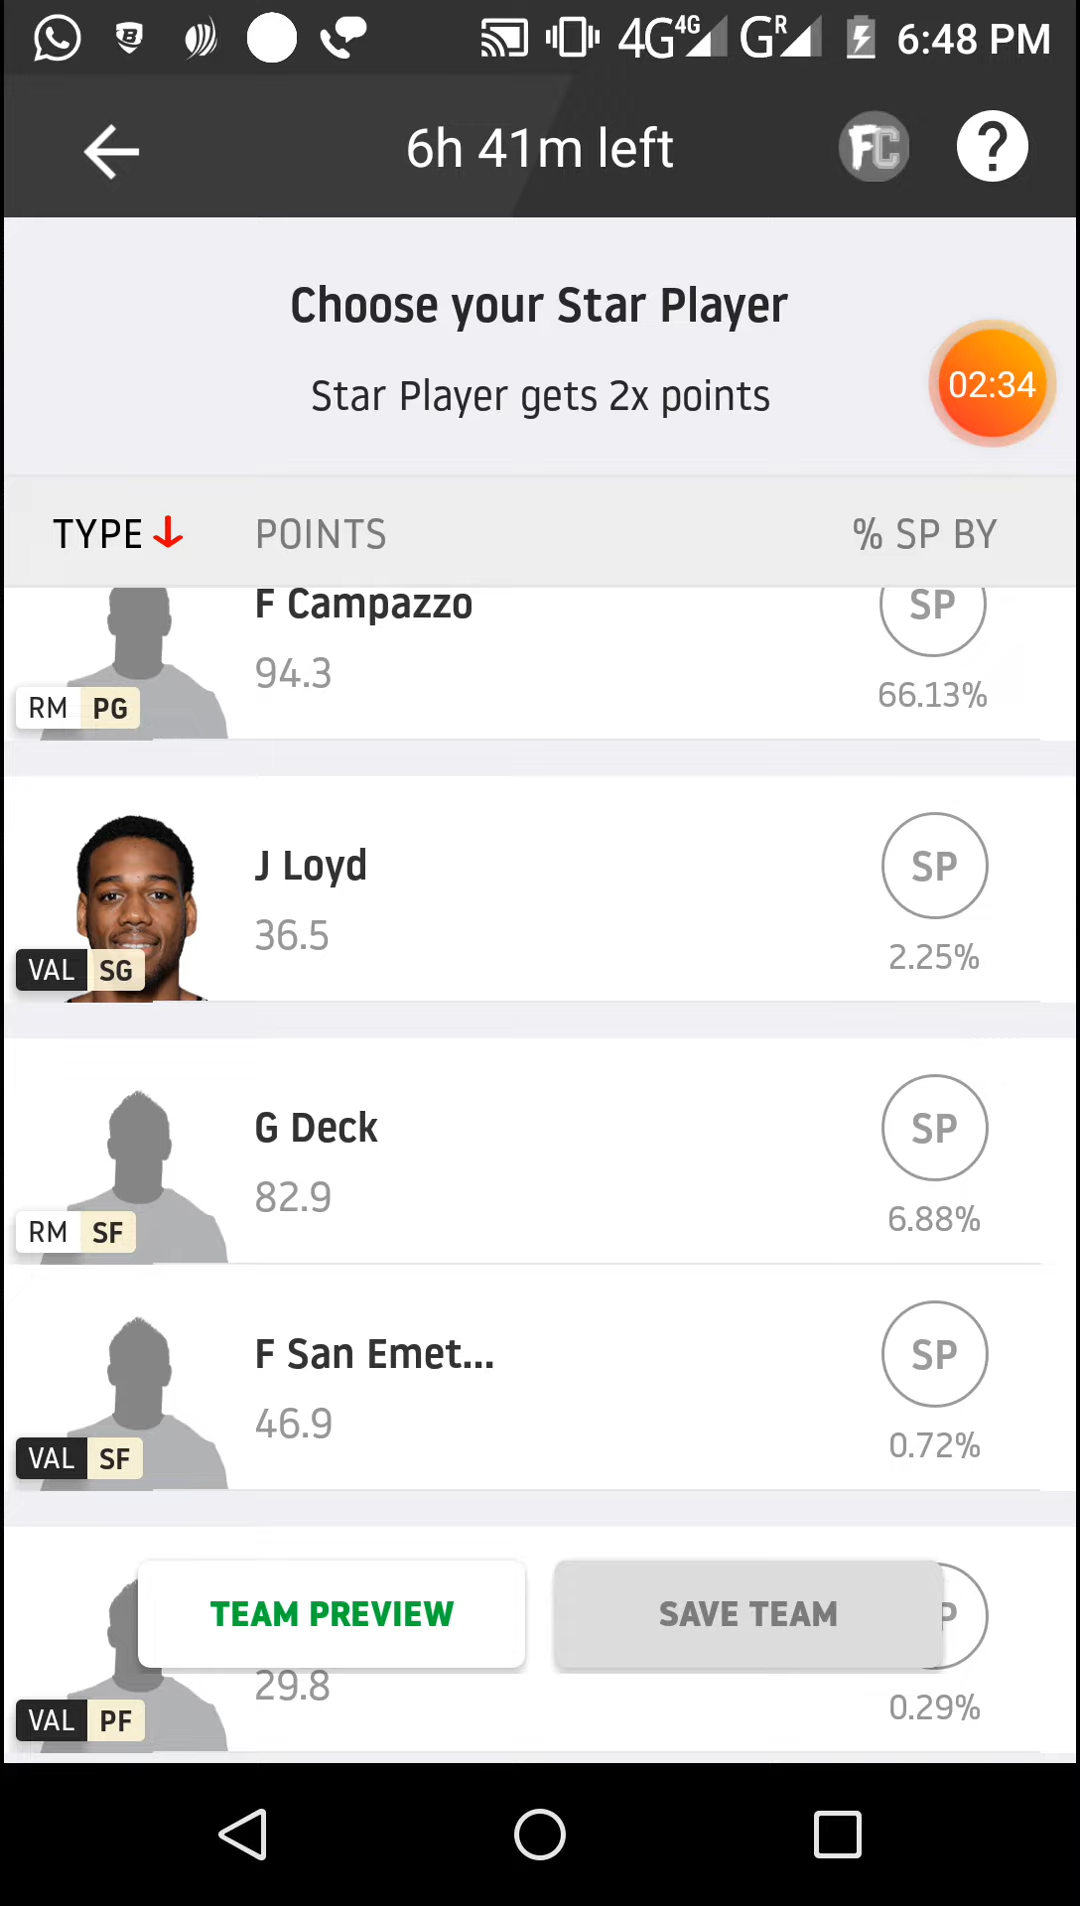 4G 4G G R 6:48 PM
6h 41m left FC ?
Choose your Star Player
Star Player gets 2x points
02:34
TYPE POINTS % SP BY
F Campazzo SP
94.3
66.13%
RM PG
J Loyd SP
36.5
2.25%
VAL SG
G Deck SP
82.9
6.88%
RM SF
F San Emet... SP
46.9
0.72%
VAL SF
TEAM PREVIEW SAVE TEAM P
29.8
0.29%
VAL PF